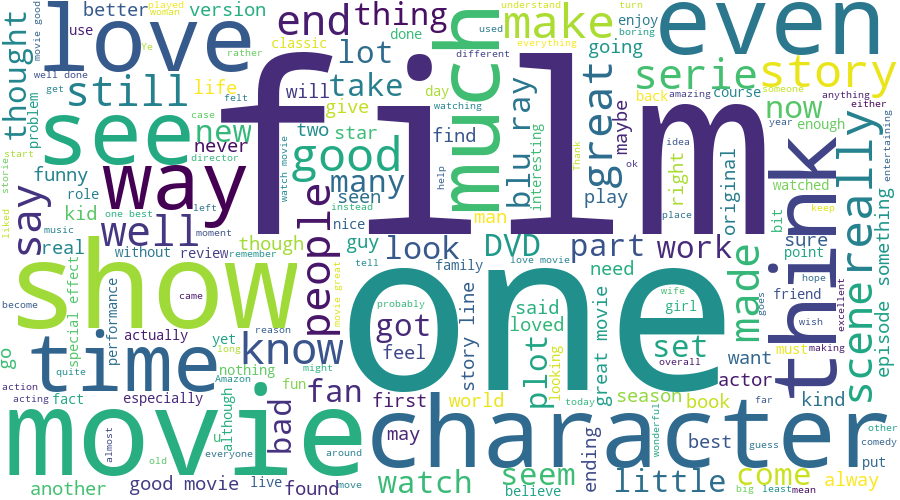 film
one
movie
show
character
love
even
see
way
time
think
much
great
good
make
story
serie
scene
really
still
end
thing
lot
take
many
people
say
well
know
new
life
version
better
use
classic
done
used
understand
played
woman
turn
movie good
Ye
rather
well done
get
felt
different
everything
boring
enjoy
going
thought
problem
start
storie
liked
case
director
will
give
day
watching
watch movie
two
star
find
never
left
moment
help
instead
seen
nice
blu ray
interesting
Thank
ok
maybe
back
amazing
course
someone
anything
either
year
now
enough
idea
right
place
original
watched
keep
entertaining
funny
role
kid
music
one best
real
without
review
remember
though
guy
look
man
play
DVD
part
work
bit
sure
point
something
episode
become
special effect
performance
came
actually
movie great
tell
family
love movie
need
said
loved
story line
probably
got
feel
wife
girl
made
goes
friend
hope
wish
excellent
go
yet
reason
long
nothing
might
Amazon
quite
action
acting
fact
especially
although
u
everyone
fun
fan
bad
first
world
plot
looking
great movie
set
overall
want
actor
must
making
kind
season
book
far
may
today
ending
wonderful
best
guess
other
comedy
put
almost
old
around
another
good movie
live
found
move
watch
seem
believe
little
come
big
least
mean
alway